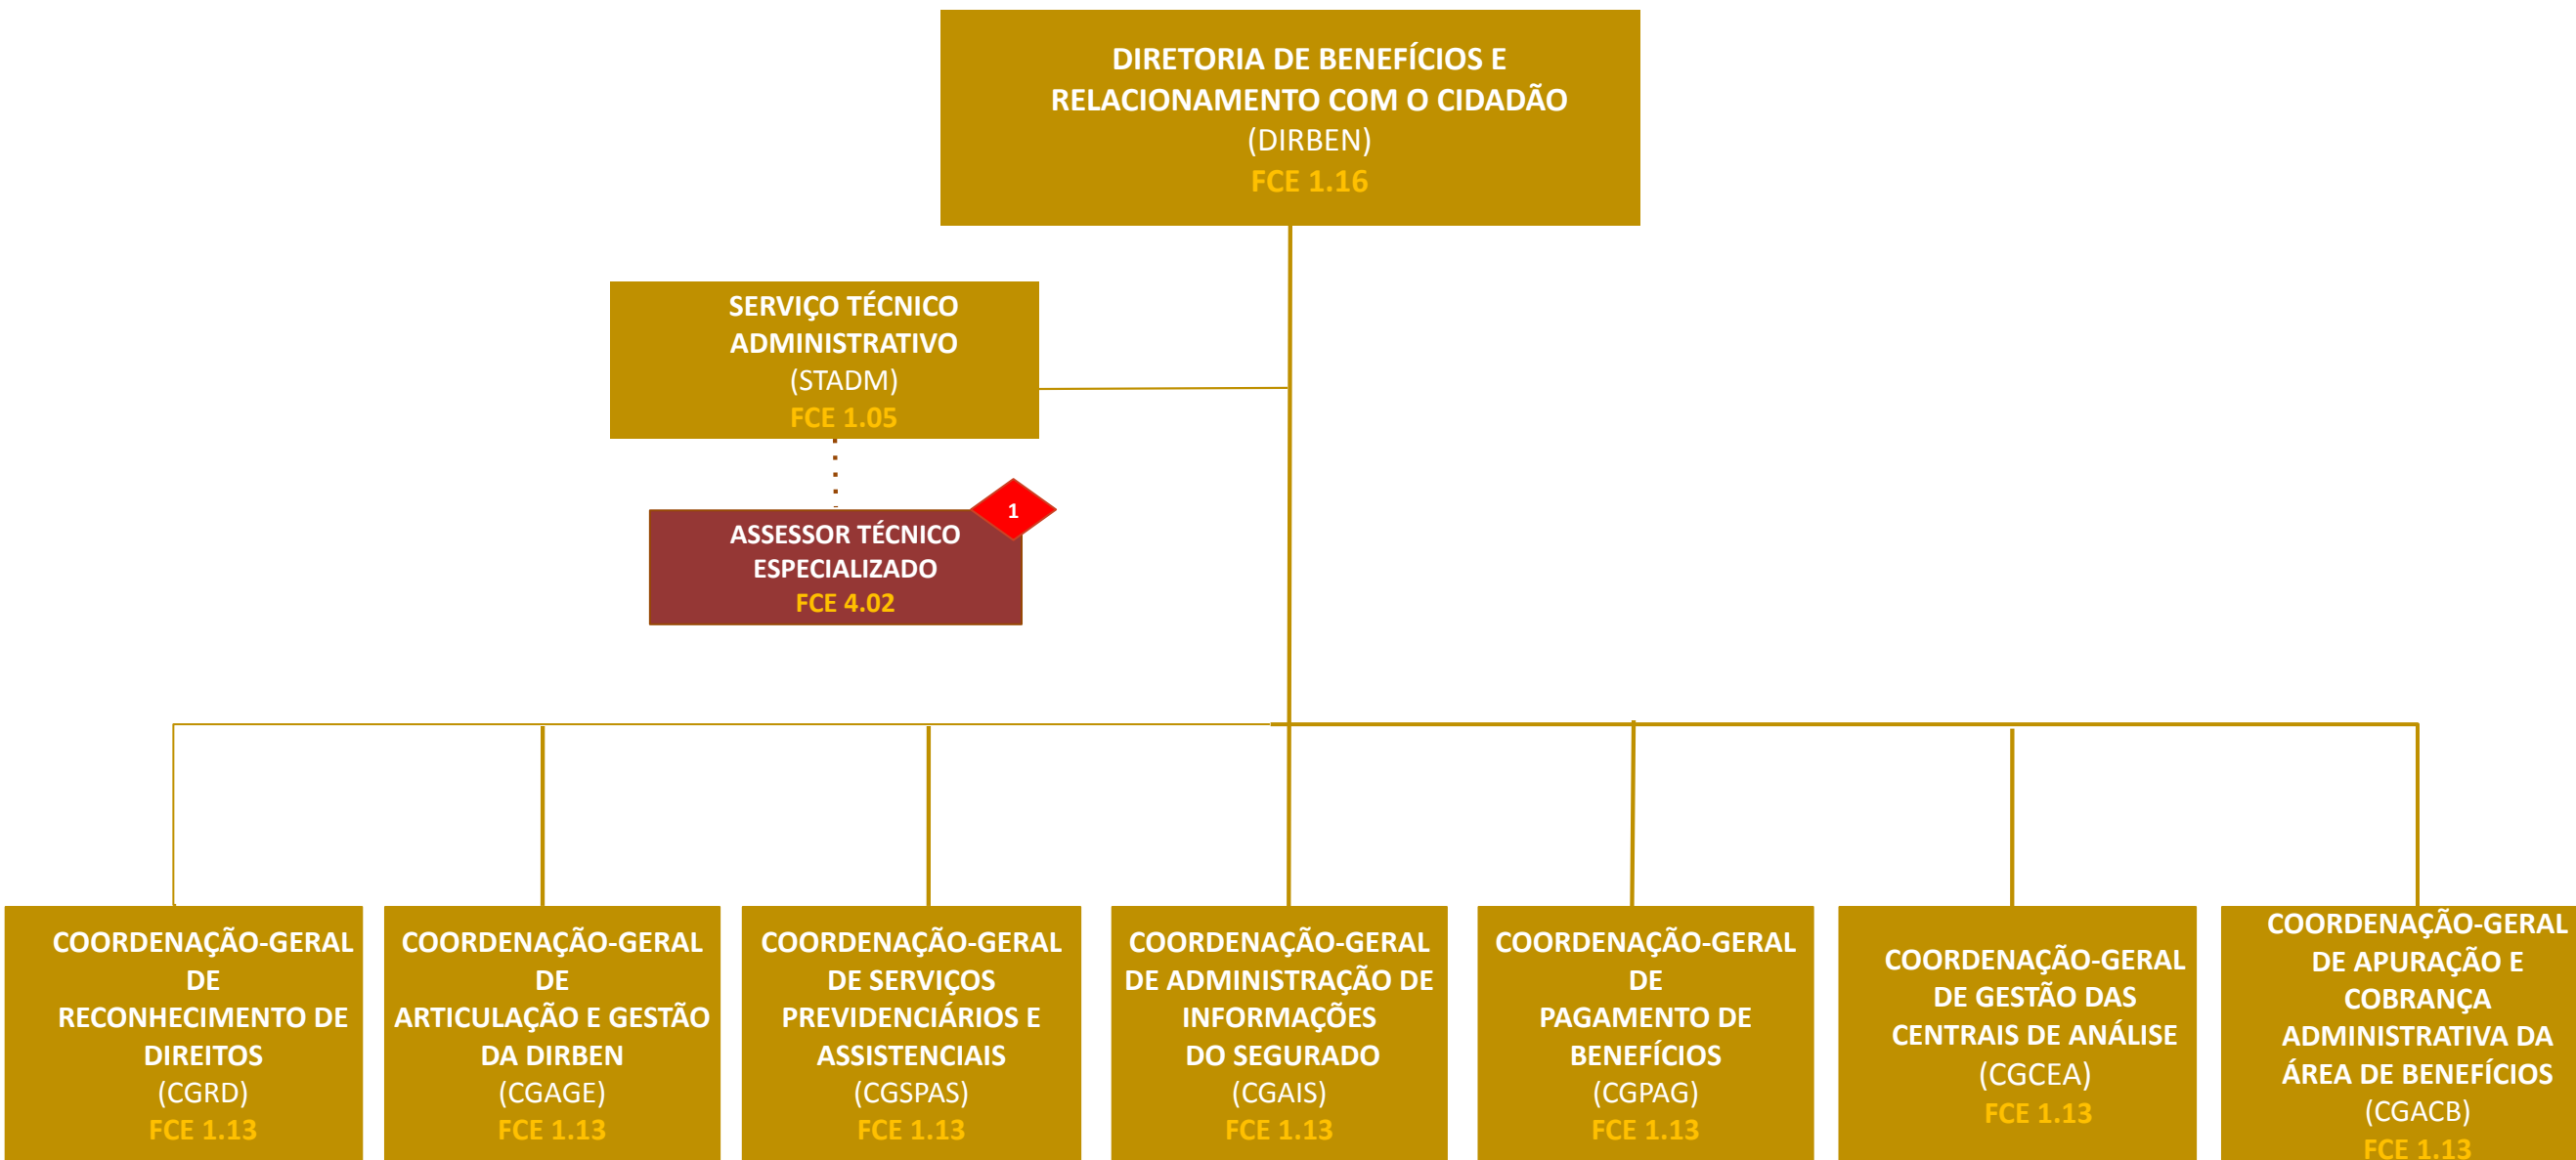 DIRETORIA DE BENEFÍCIOS E
RELACIONAMENTO COM O CIDADÃO
(DIRBEN)
FCE 1.16
SERVIÇO TÉCNICO
ADMINISTRATIVO
(STADM)
FCE 1.05
1
ASSESSOR TÉCNICO
ESPECIALIZADO
FCE 4.02
COORDENAÇÃO-GERAL
DE
RECONHECIMENTO DE
DIREITOS
(CGRD)
FCE 1.13
COORDENAÇÃO-GERAL
DE
ARTICULAÇÃO E GESTÃO
DA DIRBEN
(CGAGE)
FCE 1.13
COORDENAÇÃO-GERAL
DE SERVIÇOS
PREVIDENCIÁRIOS E
ASSISTENCIAIS
(CGSPAS)
FCE 1.13
COORDENAÇÃO-GERAL
DE ADMINISTRAÇÃO DE
INFORMAÇÕES
DO SEGURADO
(CGAIS)
FCE 1.13
COORDENAÇÃO-GERAL
DE
PAGAMENTO DE
BENEFÍCIOS
(CGPAG)
FCE 1.13
COORDENAÇÃO-GERAL
DE GESTÃO DAS
CENTRAIS DE ANÁLISE
(CGCEA)
FCE 1.13
COORDENAÇÃO-GERAL
DE APURAÇÃO E
COBRANÇA
ADMINISTRATIVA DA
ÁREA DE BENEFÍCIOS
(CGACB)
FCE 1.13